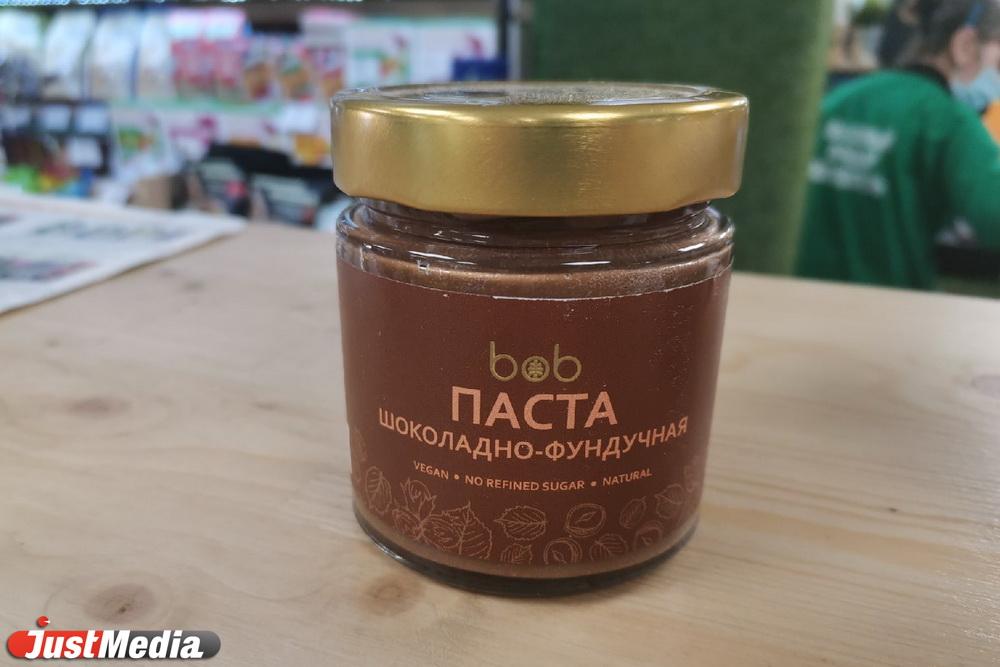 bob
ПАСТА
ШОКОЛАДНО-ФУНДУЧНАЯ
VEGAN • NO REFINED SUGAR • NATURAL
JUSTMEDIA